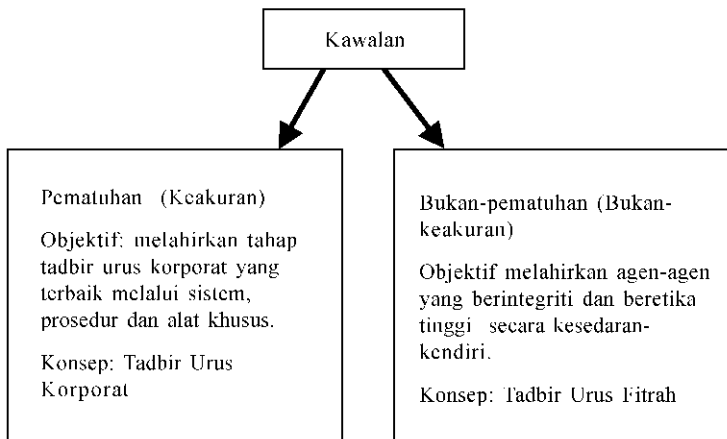 Kawalan
Pematuhan (Keakuran)
Objektif: melahirkan tahap
tadbir urus korporat yang
terbaik melalui sistem,
prosedur dan alat khusus.
Konsep: Tadbir Urus
Korporat
Bukan-pematuhan (Bukan-
keakuran)
Objektif melahirkan agen-agen
yang berintegriti dan beretika
tinggi secara kesedaran-
kendiri.
Konsep: Tadbir Urus Fitrah